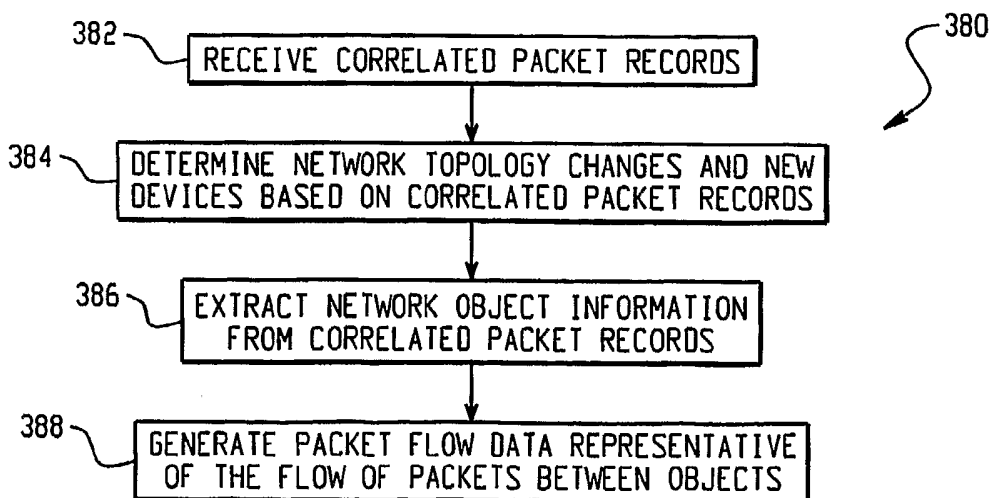 380
382
RECEIVE CORRELATED PACKET RECORDS
384
DETERMINE NETWORK TOPOLOGY CHANGES AND NEW
DEVICES BASED ON CORRELATED PACKET RECORDS
386
EXTRACT NETWORK OBJECT INFORMATION
FROM CORRELATED PACKET RECORDS
388
GENERATE PACKET FLOW DATA REPRESENTATIVE
OF THE FLOW OF PACKETS BETWEEN OBJECTS